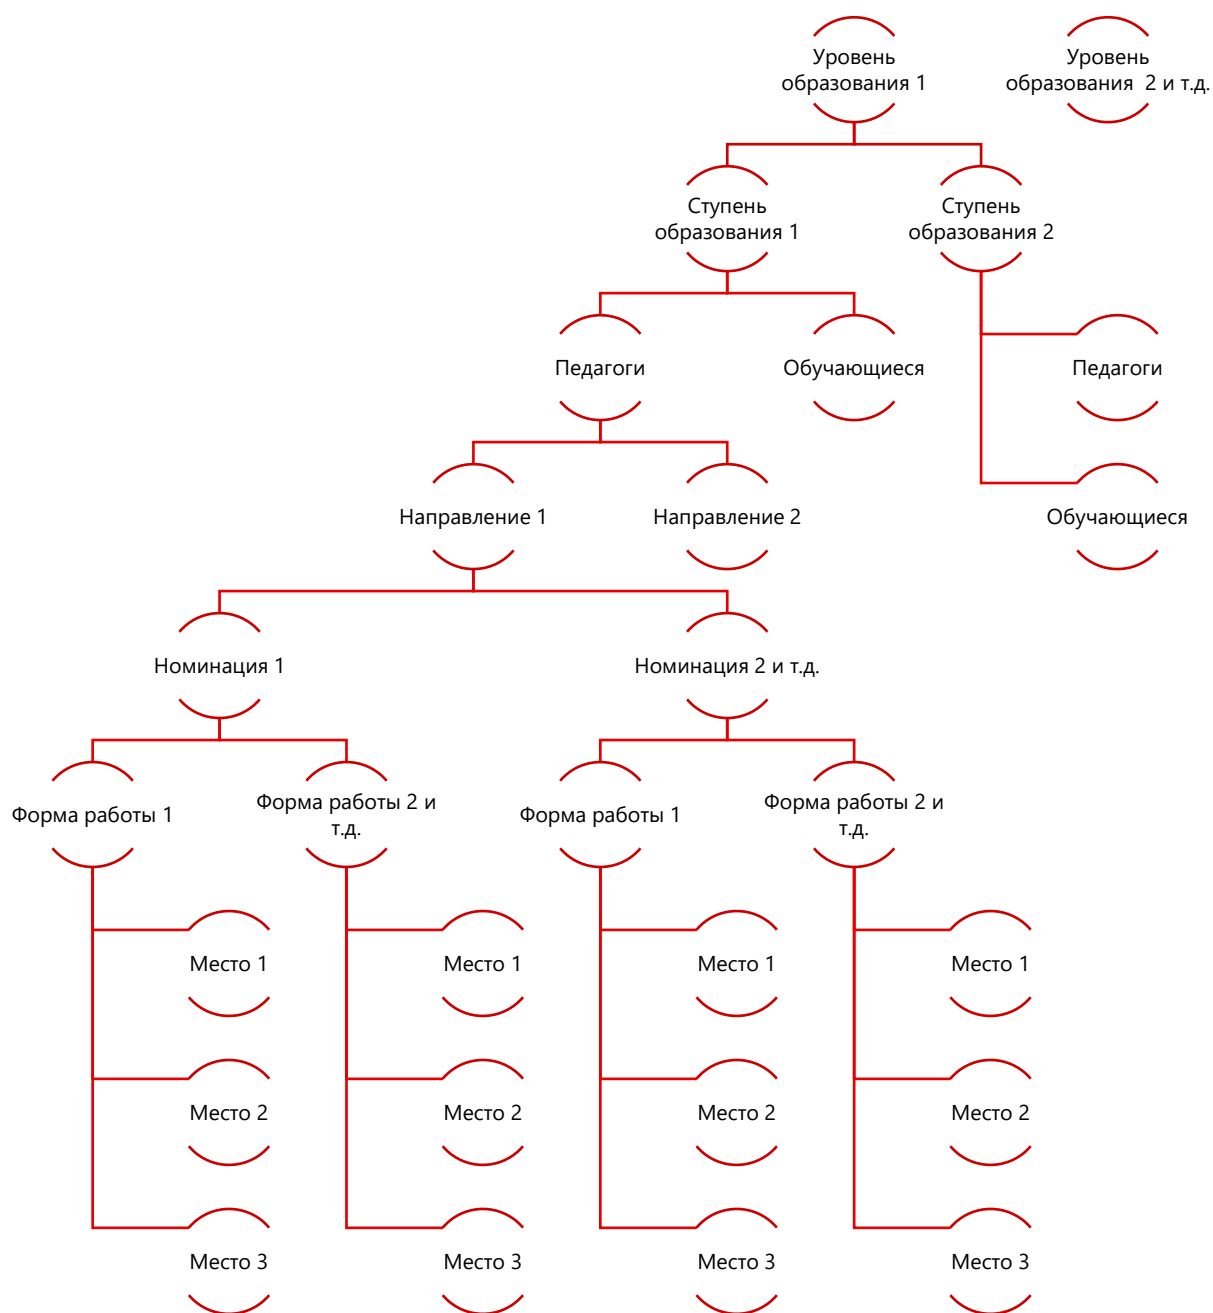 Уровень
образования 1
Уровень
образования 2 и т.д.
Ступень
образования 1
Ступень
образования 2
Педагоги
Обучающиеся
Педагоги
Направление 1
Направление 2
Обучающиеся
Номинация 1
Номинация 2 и т.д.
Форма работы 1
Форма работы 2 и
т.д.
Форма работы 1
Форма работы 2 и
т.д.
Место 1
Место 1
Место 1
Место 1
Место 2
Место 2
Место 2
Место 2
Место 3
Место 3
Место 3
Место 3